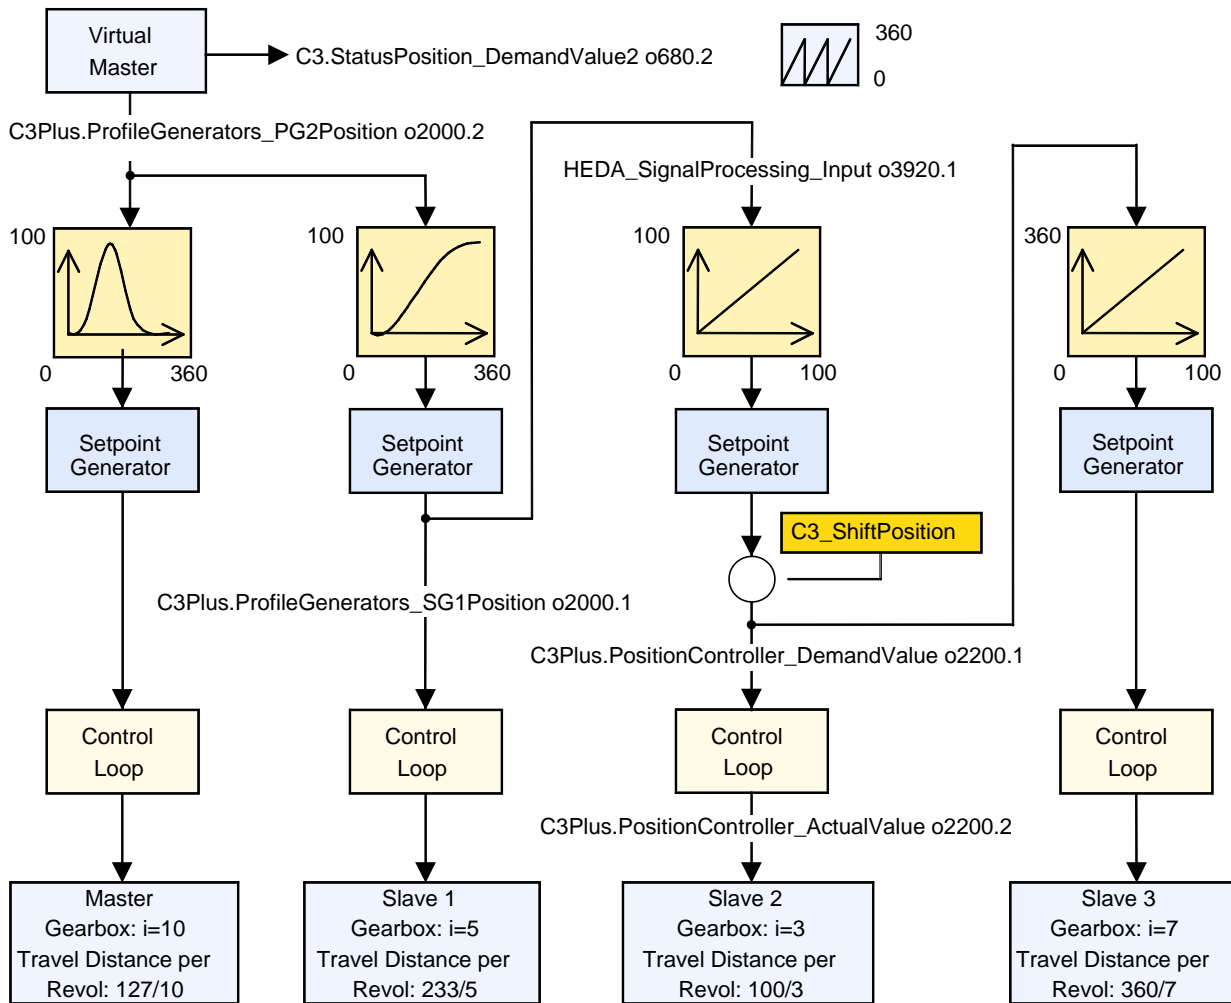 Virtual
Master
C3.StatusPosition_DemandValue2 o680.2
360
0
C3Plus.ProfileGenerators_PG2Position o2000.2
HEDA_SignalProcessing_Input o3920.1
100
0
360
100
0
360
100
0
100
360
0
100
Setpoint
Generator
Setpoint
Generator
Setpoint
Generator
Setpoint
Generator
C3_ShiftPosition
C3Plus.ProfileGenerators_SG1Position o2000.1
C3Plus.PositionController_DemandValue o2200.1
Control
Loop
Control
Loop
Control
Loop
Control
Loop
C3Plus.PositionController_ActualValue o2200.2
Master
Gearbox: i=10
Travel Distance per
Revol: 127/10
Slave 1
Gearbox: i=5
Travel Distance per
Revol: 233/5
Slave 2
Gearbox: i=3
Travel Distance per
Revol: 100/3
Slave 3
Gearbox: i=7
Travel Distance per
Revol: 360/7